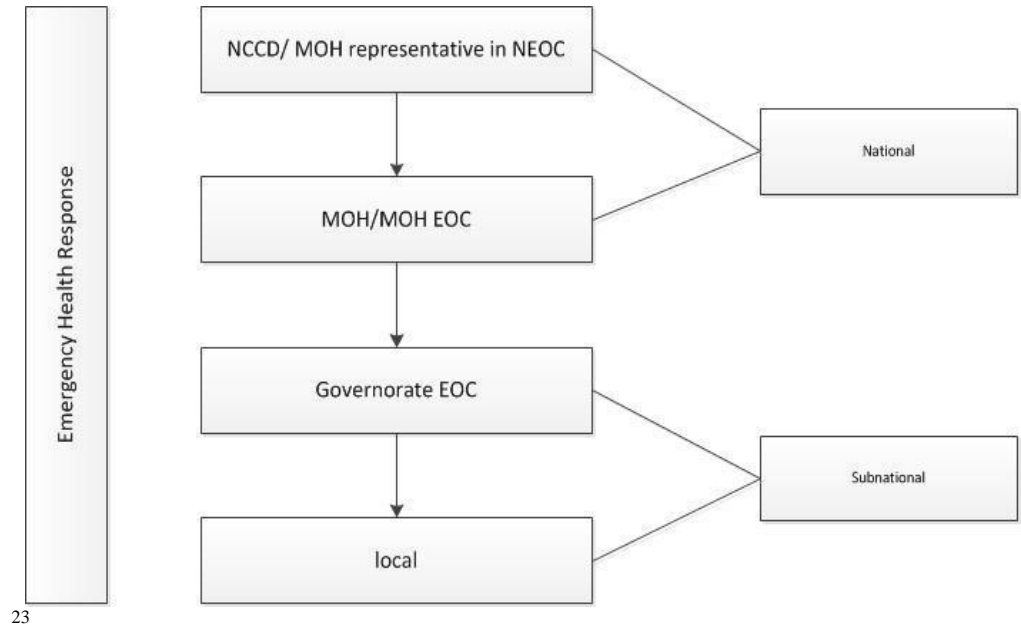 Emergency Health Response
NCCD/ MOH representative in NEOC
MOH/MOH EOC
National
Governorate EOC
local
Subnational
23